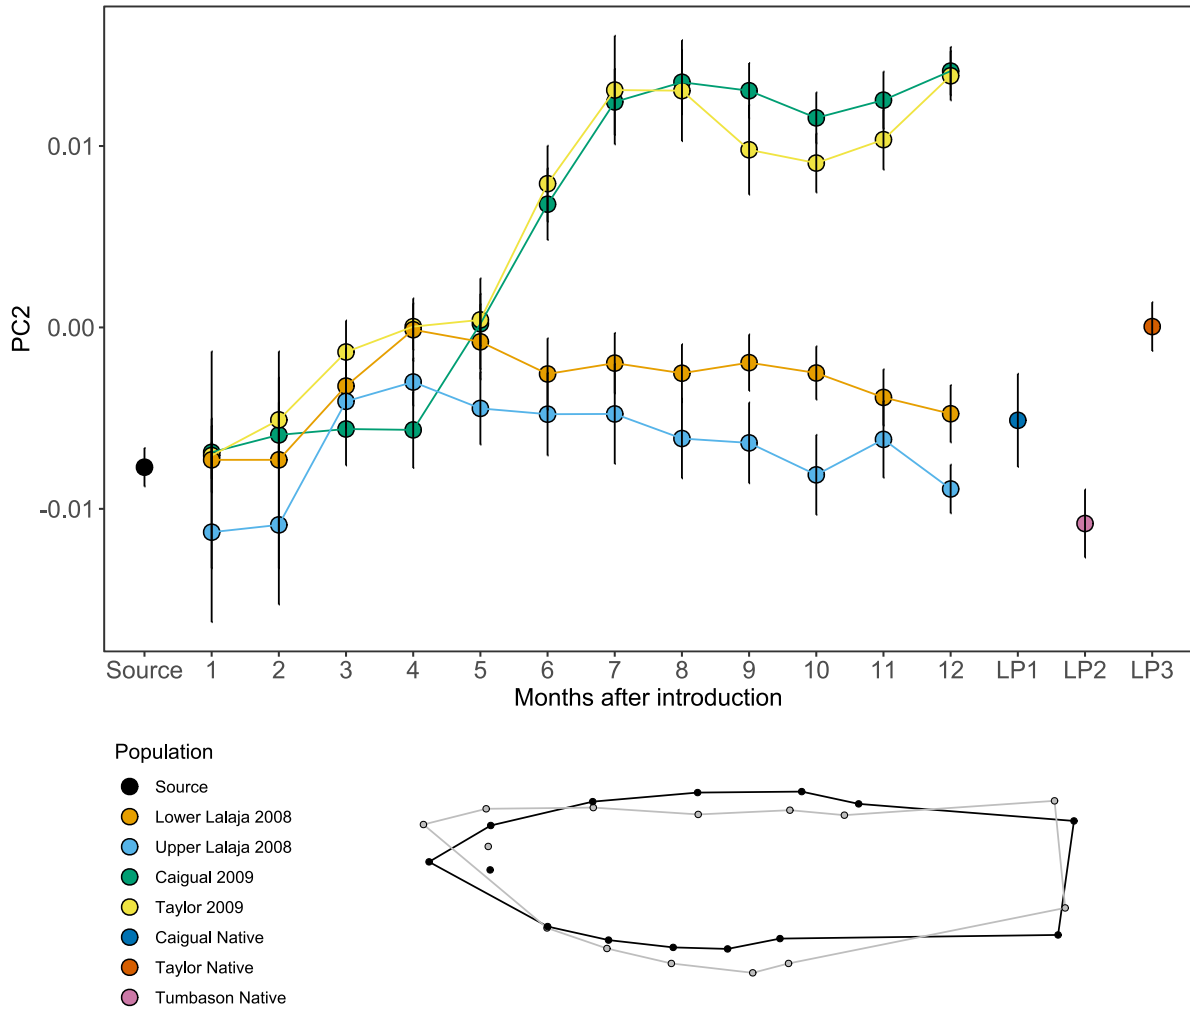 0.01
0.00
-0.01
PC2
Source 1 2 3 4 5 6 7 8 9 10 11 12 LP1 LP2 LP3
Months after introduction
Population
Source
Lower Lalaja 2008
Upper Lalaja 2008
Caigual 2009
Taylor 2009
Caigual Native
Taylor Native
Tumbason Native